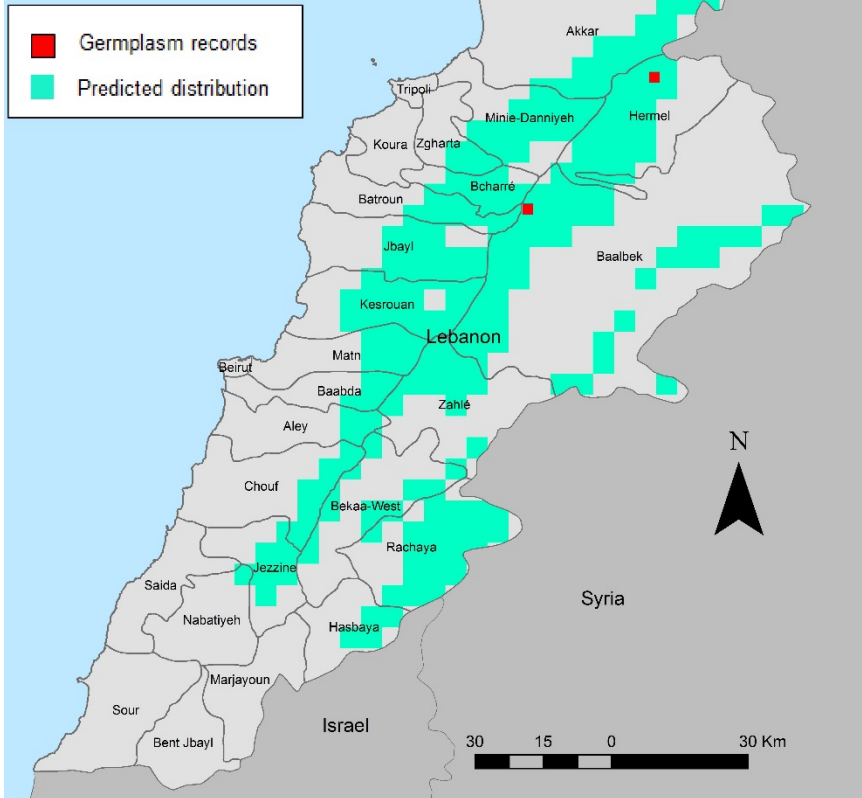 Germplasm records
Predicted distribution
Akkar
Tripoli
Minie-Danniyeh
Hermel
Koura
Zgharta
Bcharré
Batroun
Jbayl
Baalbek
Kesrouan
Lebanon
Matn
Beirut
Baabda
Zahlé
Aley
N
Chouf
Bekaa-West
Rachaya
Jezzine
Saida
Syria
Nabatiyeh
Hasbaya
Marjayoun
Sour
Israel
Bent Jbayl
30 15 0 30 Km